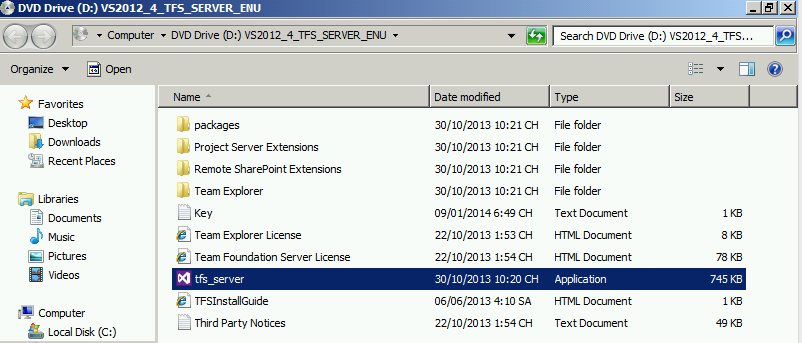 DVD Drive (D:) VS2012_4_TFS_SERVER_ENU
Computer DVD Drive (D:) VS2012_4_TFS_SERVER_ENU Search DVD Drive (D:) VS2012_4_TFS...
Organize Open
Favorites
Desktop
Downloads
Recent Places
Libraries
Documents
Music
Pictures
Videos
Computer
Local Disk (C:)
Name Date modified Type Size
packages 30/10/2013 10:21 CH File folder
Project Server Extensions 30/10/2013 10:21 CH File folder
Remote SharePoint Extensions 30/10/2013 10:21 CH File folder
Team Explorer 30/10/2013 10:21 CH File folder
Key 09/01/2014 6:49 CH Text Document 1 KB
Team Explorer License 22/10/2013 1:53 CH HTML Document 8 KB
Team Foundation Server License 22/10/2013 1:54 CH HTML Document 78 KB
tfs_server 30/10/2013 10:20 CH Application 745 KB
TFSInstallGuide 06/06/2013 4:10 SA HTML Document 1 KB
Third Party Notices 22/10/2013 1:54 CH Text Document 49 KB